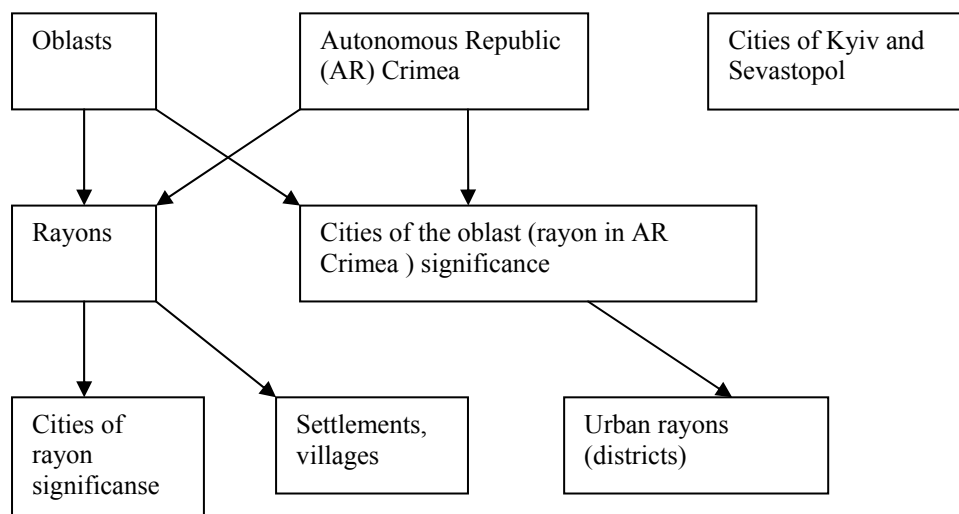 Oblasts
Autonomous Republic
(AR) Crimea
Cities of Kyiv and
Sevastopol
Rayons
Cities of the oblast (rayon in AR
Crimea ) significance
Cities of
rayon
significanse
Settlements,
villages
Urban rayons
(districts)